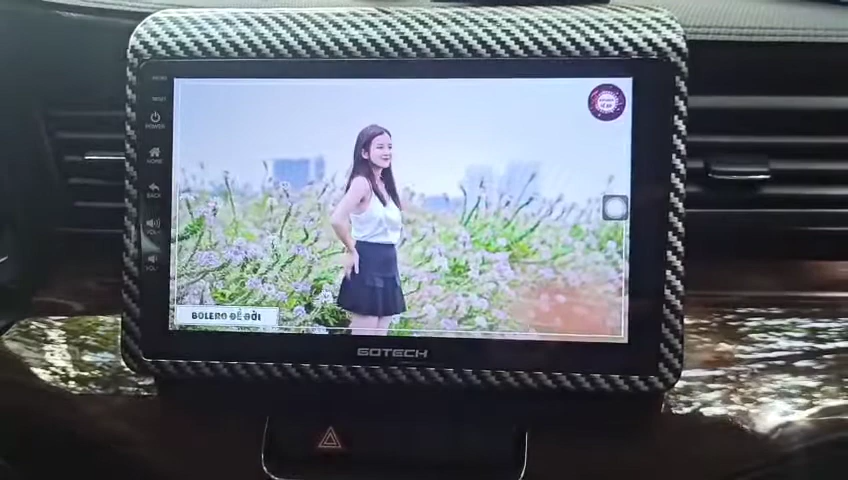 POWER
HOME
BACK
VOL+
VOL-
BOLERO ĐỂ ĐỜI
GOTECH